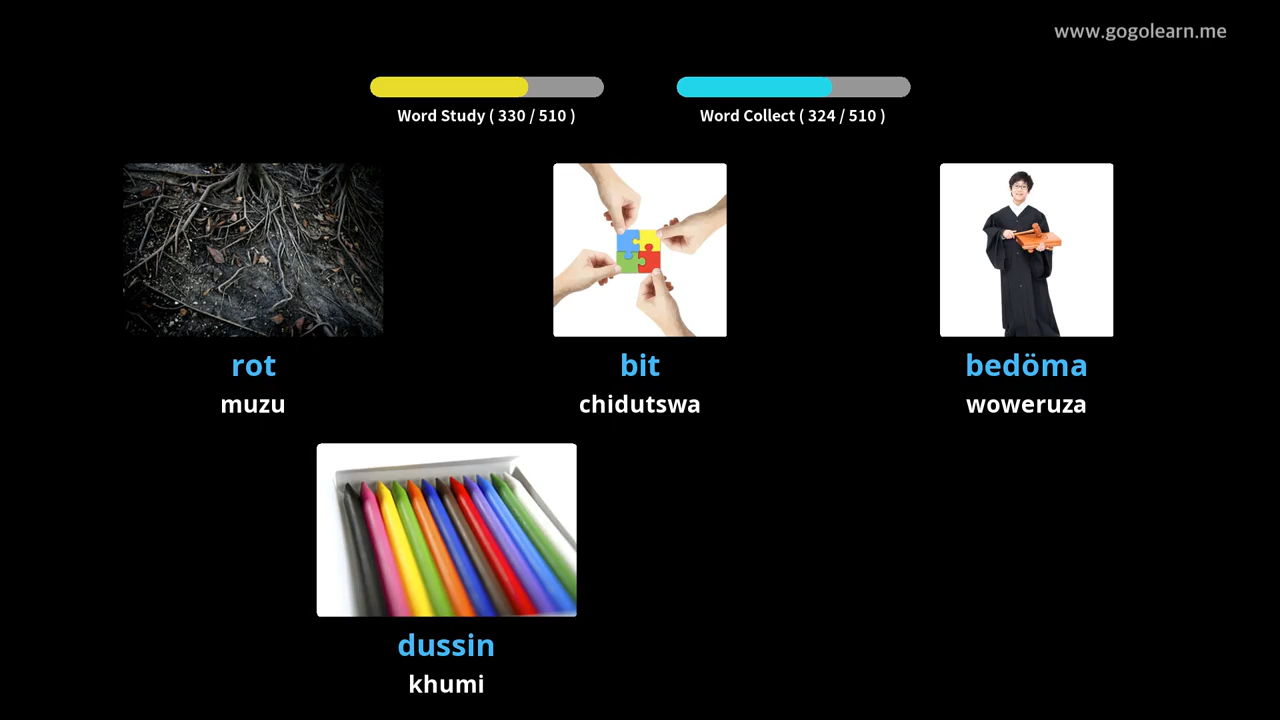 www.gogolearn.me
Word Study ( 330 / 510 )
Word Collect ( 324 / 510 )
rot
muzu
bit
chidutswa
bedöma
woweruza
dussin
khumi